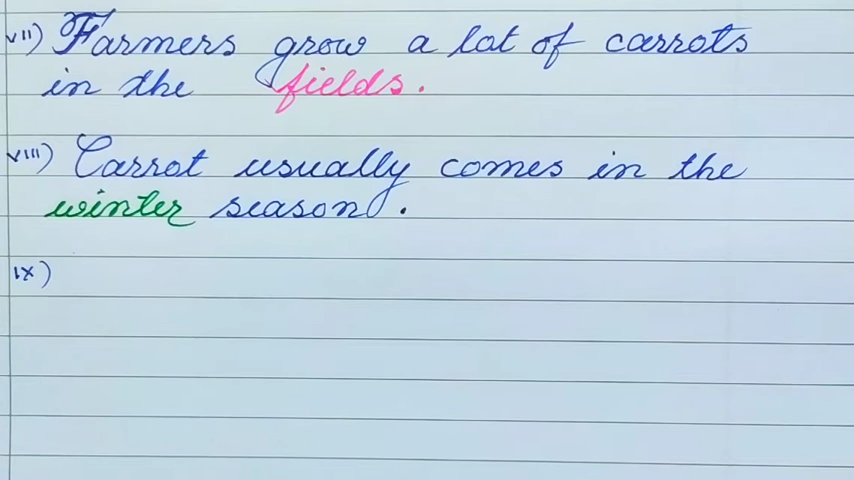 VII) Farmers grow a lot of carrots
in the fields.
VIII) Carrot usually comes in the
winter season.
IX)